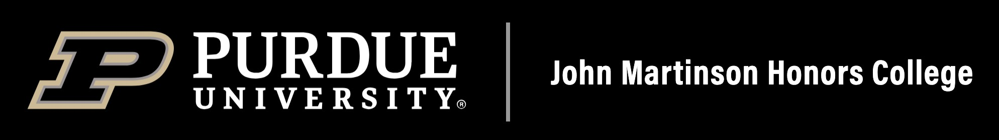 P
PURDUE
UNIVERSITY®
John Martinson Honors College